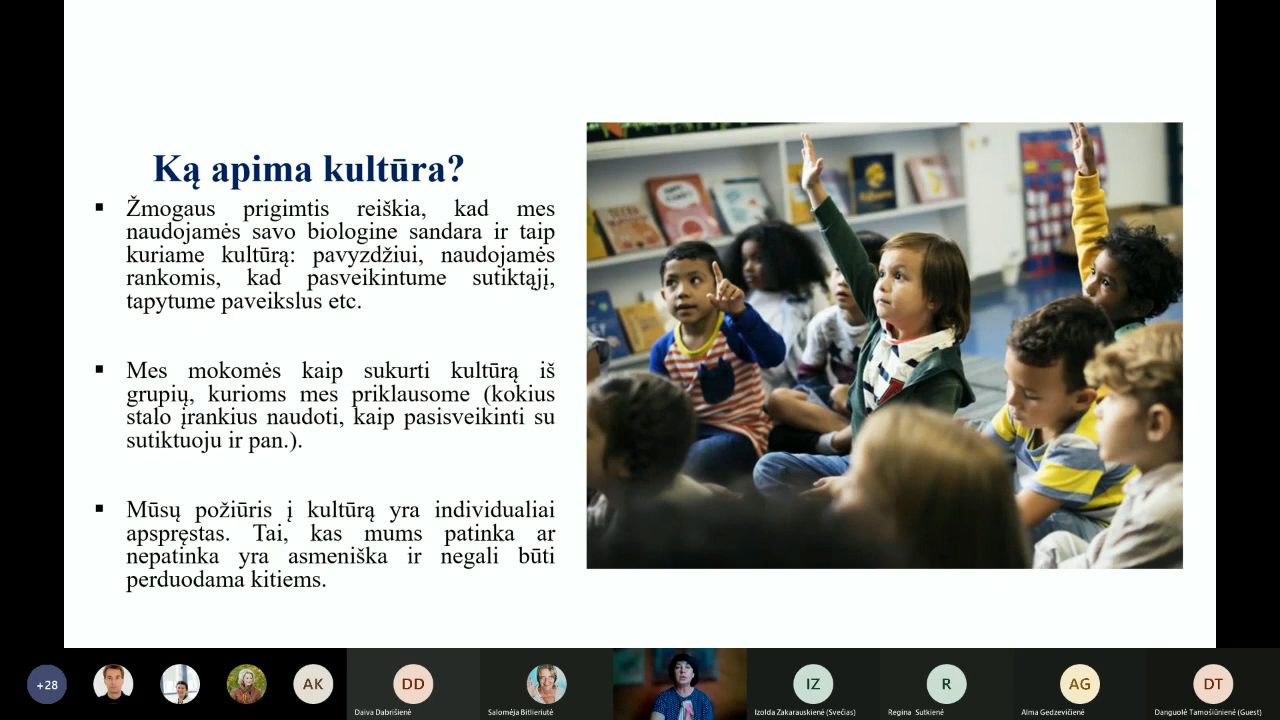 Ką apima kultūra?
▪ Žmogaus prigimtis reiškia, kad mes
naudojamės savo biologine sandara ir taip
kuriame kultūrą: pavyzdžiui, naudojamės
rankomis, kad pasveikintume sutiktąjį,
tapytume paveikslus etc.
▪ Mes mokomės kaip sukurti kultūrą iš
grupių, kurioms mes priklausome (kokius
stalo įrankius naudoti, kaip pasisveikinti su
sutiktuoju ir pan.).
▪ Mūsų požiūris į kultūrą yra individualiai
apspręstas. Tai, kas mums patinka ar
nepatinka yra asmeniška ir negali būti
perduodama kitiems.
+28
AK
DD
IZ
R
AG
DT
Daiva Dabrišienė
Salomėja Bitlieriutė
Izolda Zakarauskienė (Svečias)
Regina Sutkienė
Alma Gedzevičienė
Danguolė Tamošiūnienė (Guest)